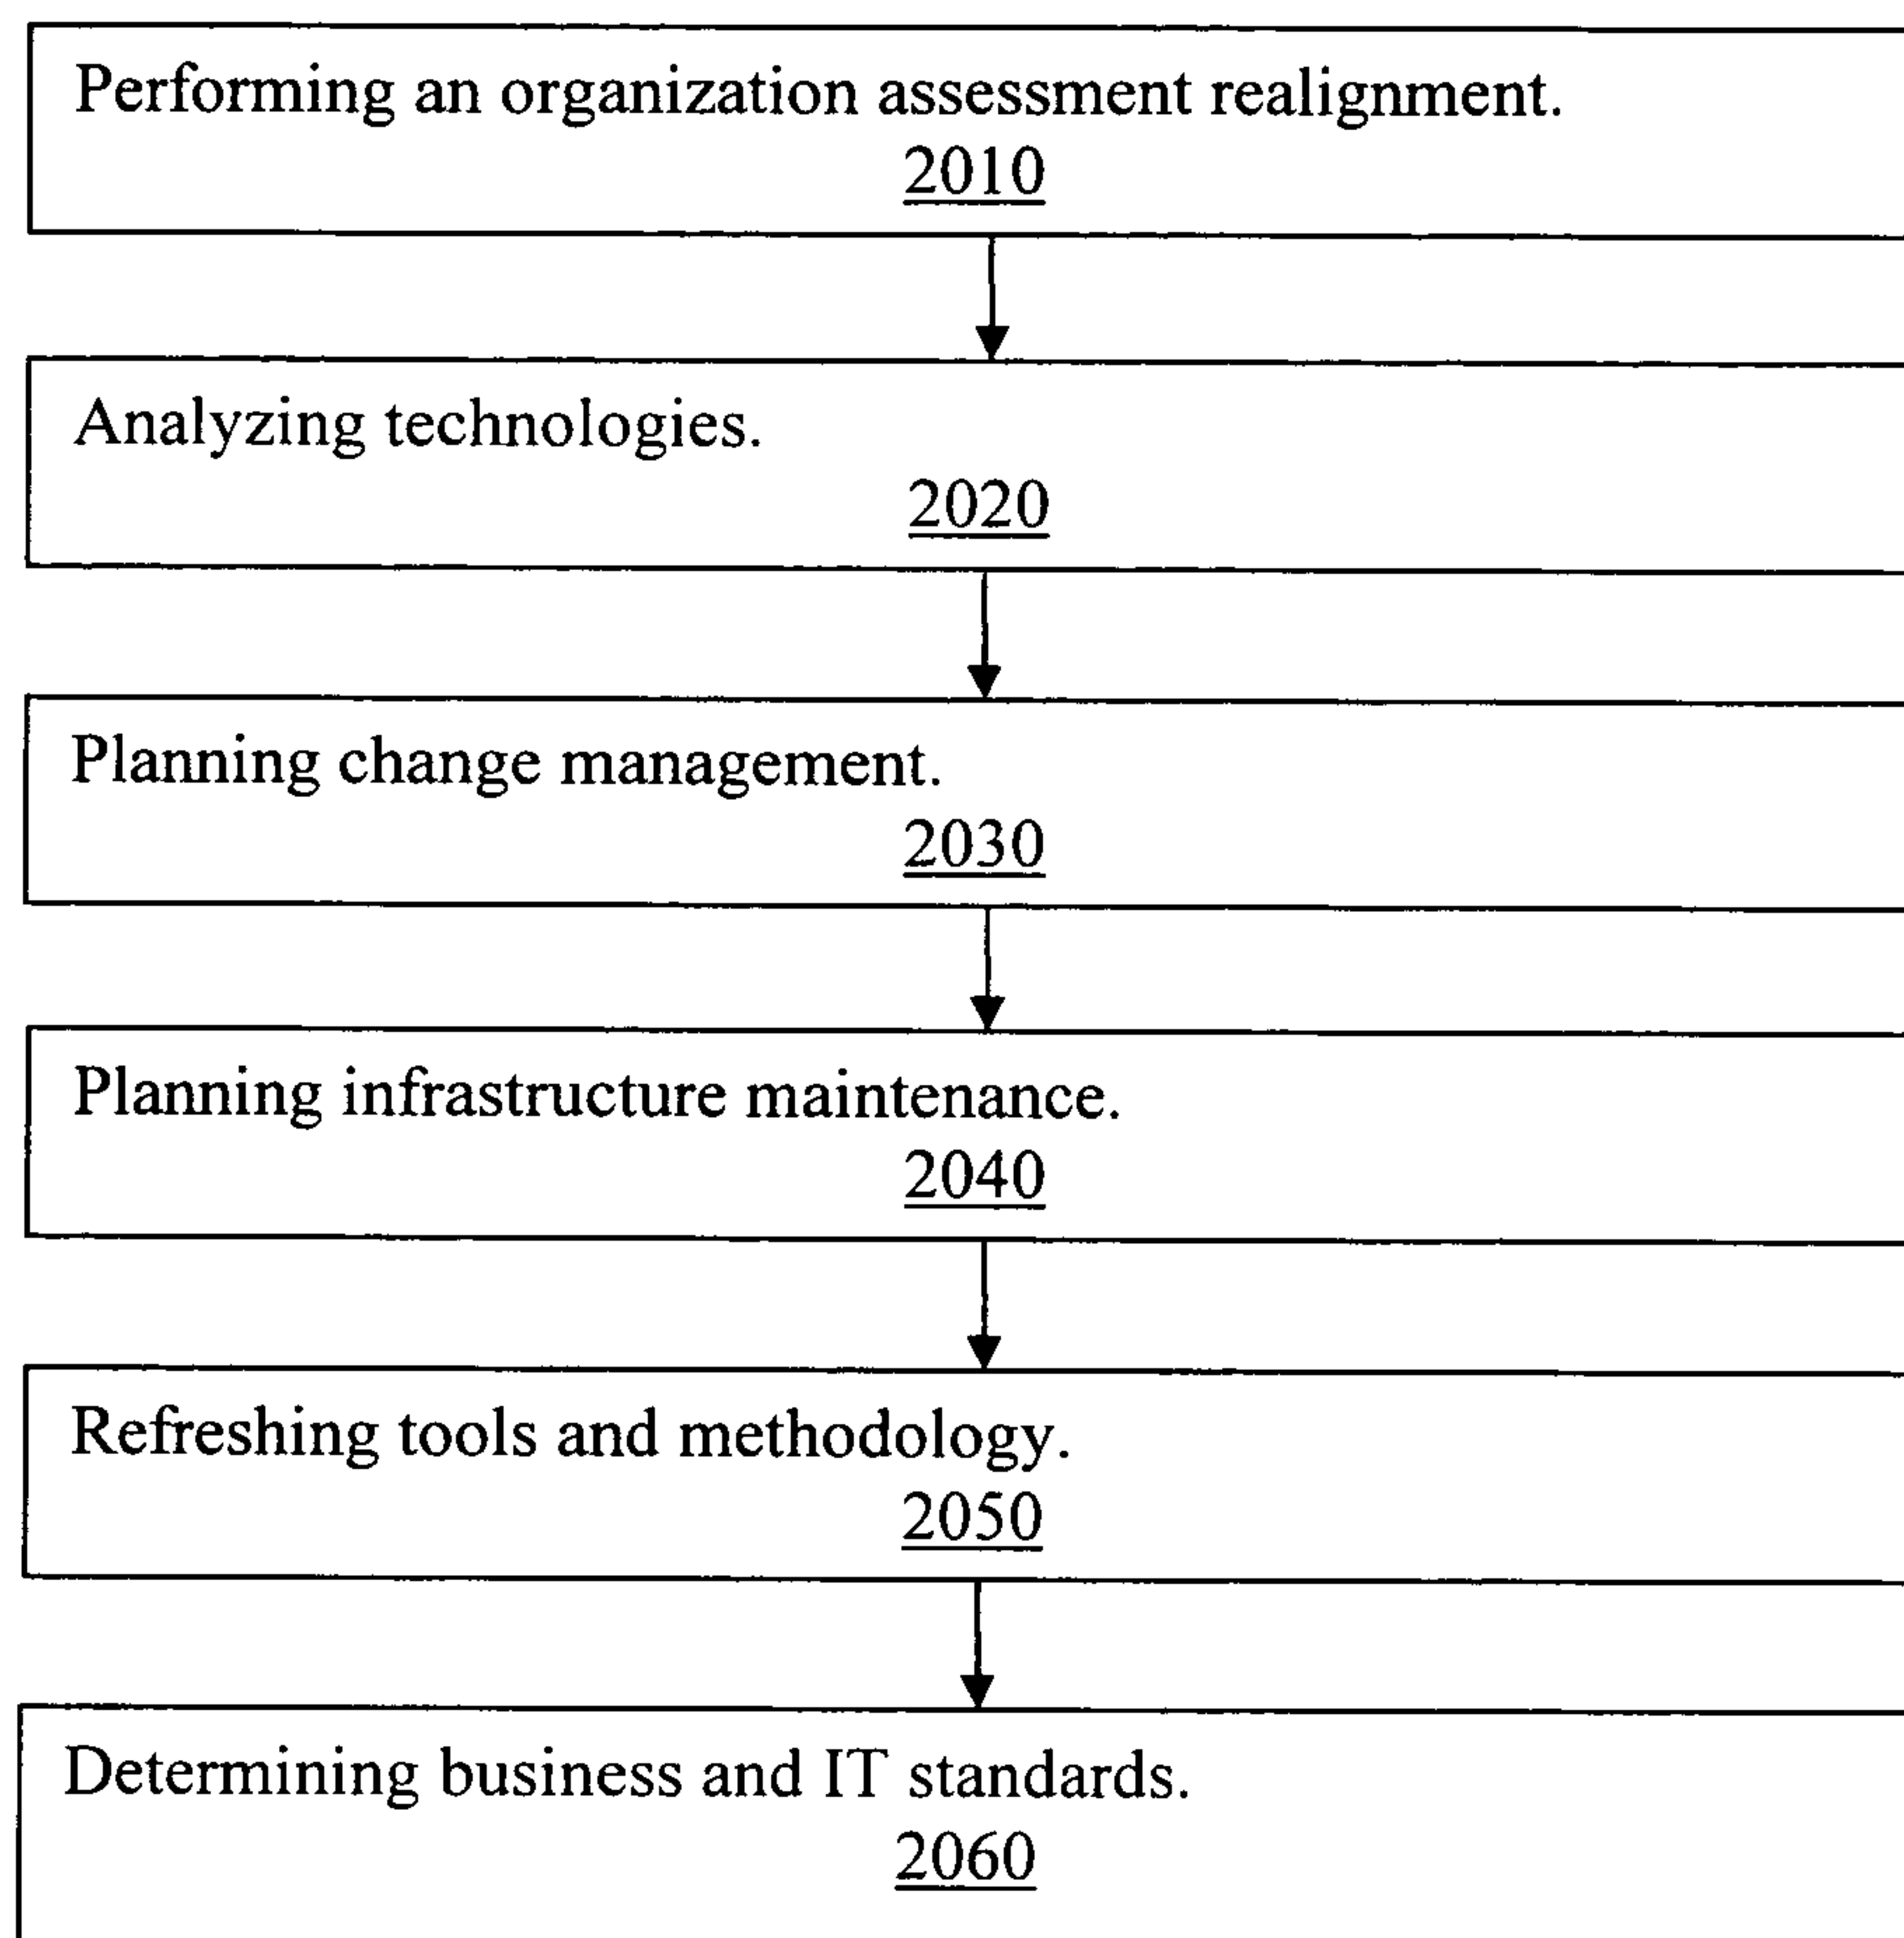 Performing an organization assessment realignment.
2010
Analyzing technologies.
2020
Planning change management.
2030
Planning infrastructure maintenance.
2040
Refreshing tools and methodology.
2050
Determining business and IT standards.
2060